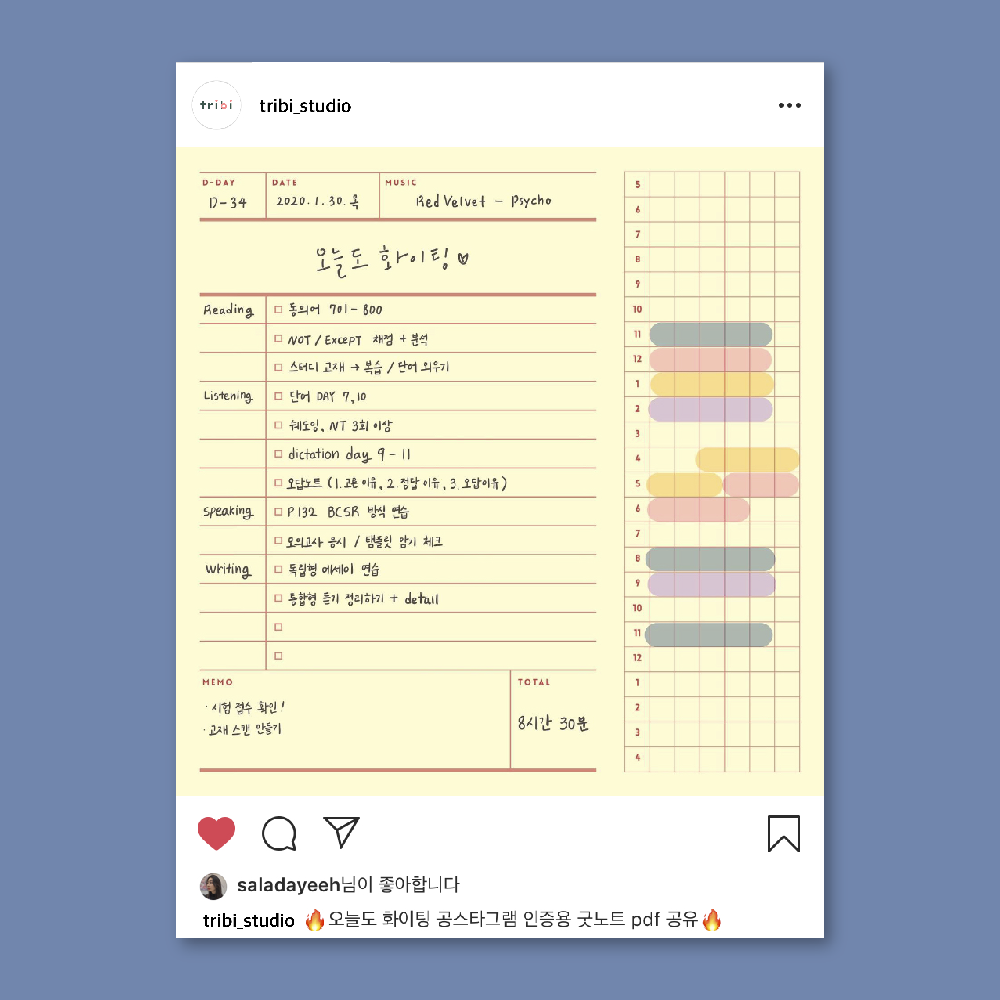 tribi
tribi_studio
D-DAY
D-34
DATE
2020. 1. 30. 목
MUSIC
Red Velvet - Psycho
오늘도 화이팅
Reading
동의어 701 - 800
NOT / EXCEPT 채점 + 분석
스터디 교재 → 복습 / 단어 외우기
Listening
단어 DAY 7, 10
쉐도잉, NT 3회 이상
dictation day 9 - 11
오답노트 (1. 고른 이유, 2. 정답 이유, 3. 오답이유)
Speaking
P.132 BCSR 방식 연습
모의고사 응시 / 탬플릿 암기 체크
Writing
독립형 에세이 연습
통합형 듣기 정리하기 + detail
MEMO
· 시험 접수 확인!
· 교재 스캔 만들기
TOTAL
8시간 30분
5
6
7
8
9
10
11
12
1
2
3
4
5
6
7
8
9
10
11
12
1
2
3
4
saladayeeh님이 좋아합니다
tribi_studio 🔥오늘도 화이팅 공스타그램 인증용 굿노트 pdf 공유🔥